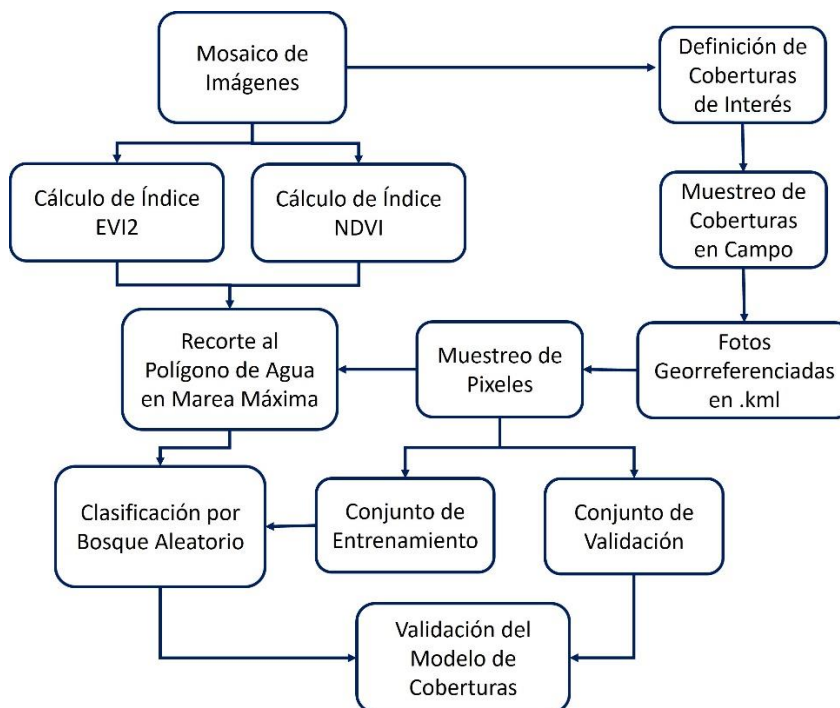 Mosaico de
Imágenes
Definición de
Coberturas
de Interés
Cálculo de Índice
EVI2
Cálculo de Índice
NDVI
Muestreo de
Coberturas
en Campo
Recorte al
Polígono de Agua
en Marea Máxima
Muestreo de
Pixeles
Fotos
Georreferenciadas
en .kml
Clasificación por
Bosque Aleatorio
Conjunto de
Entrenamiento
Conjunto de
Validación
Validación del
Modelo de
Coberturas